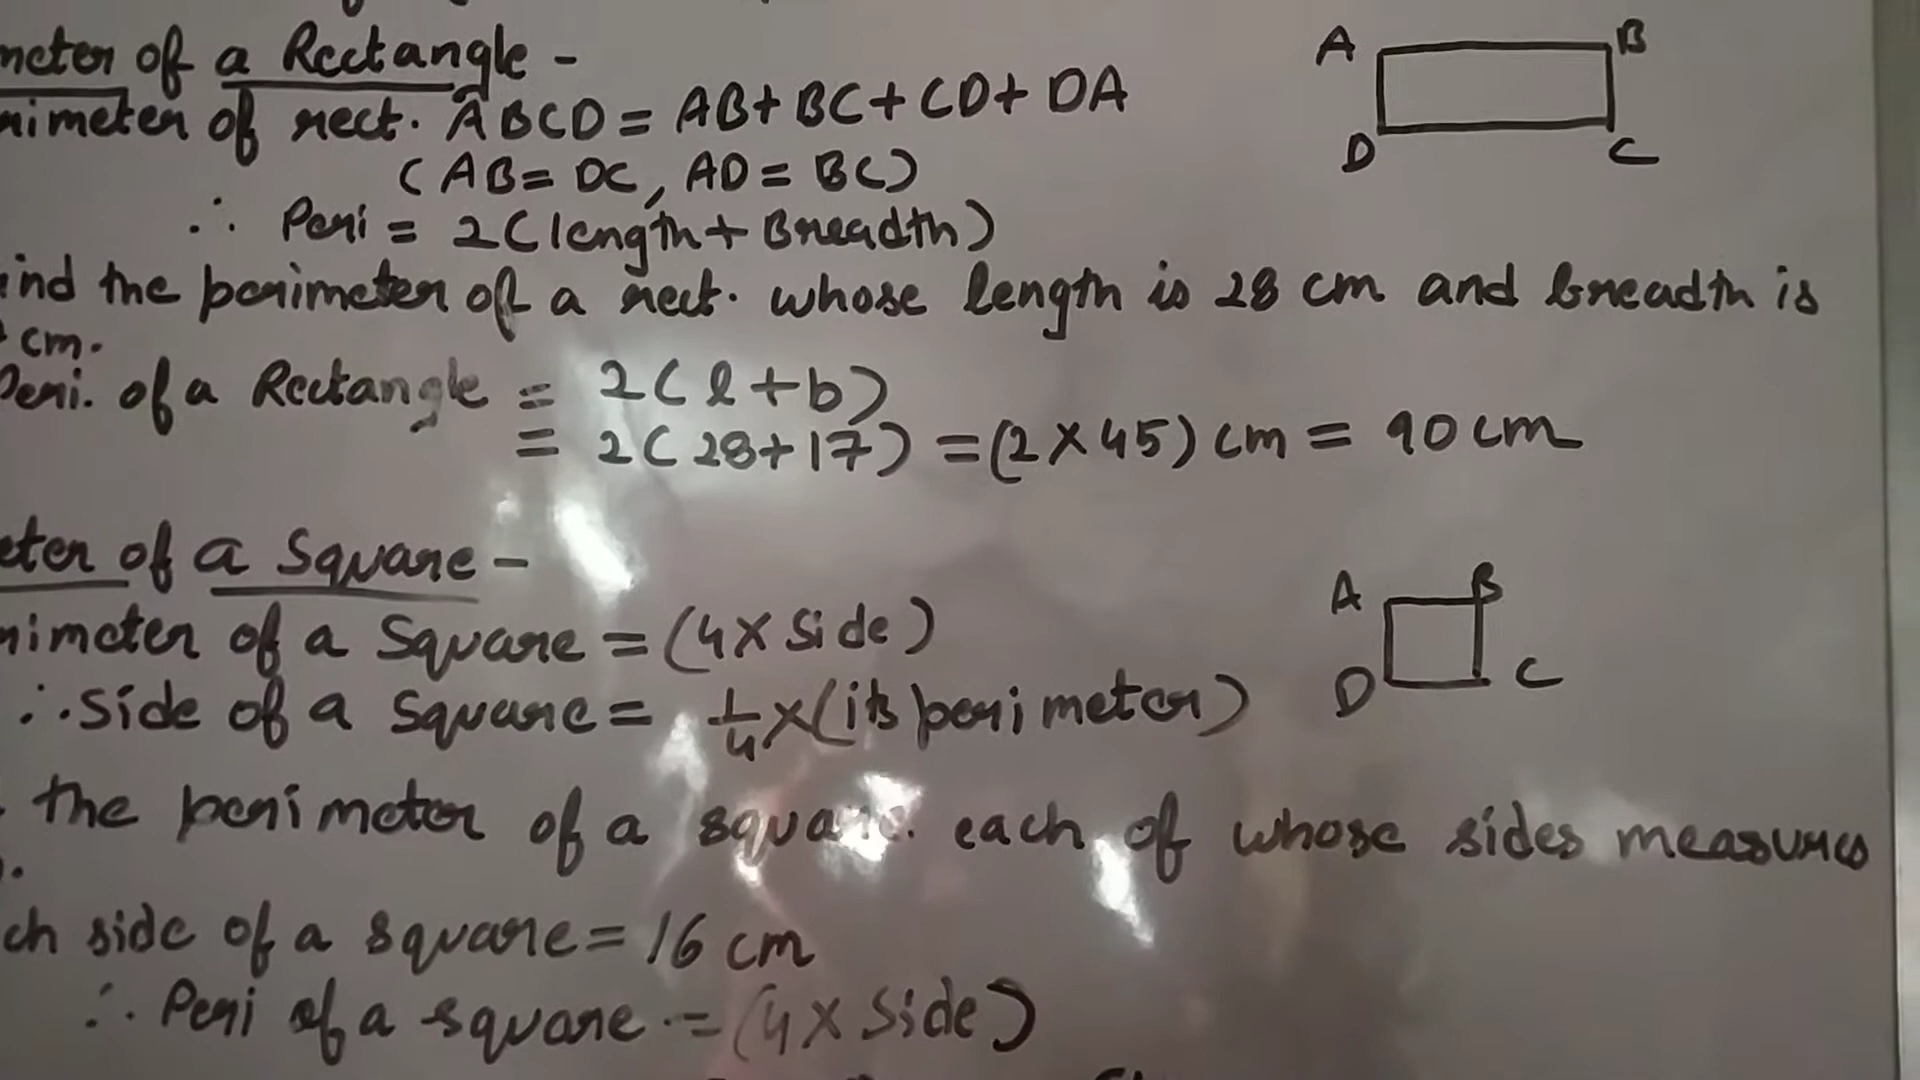 meter of a Rectangle -
A B
rimeter of rect. ABCD = AB + BC + CD + DA
D C
(AB = DC, AD = BC)
∴ Peri = 2(length + Breadth)
ind the perimeter of a rect. whose length is 28 cm and breadth is
cm.
Peri. of a Rectangle = 2(l + b)
= 2(28 + 17) = (2 × 45) cm = 90 cm
eter of a Square -
A B
rimeter of a Square = (4 × Side)
D C
∴ Side of a Square = 1/4 × (its perimeter)
the perimeter of a square each of whose sides measures
ch side of a square = 16 cm
∴ Peri of a square = (4 × Side)